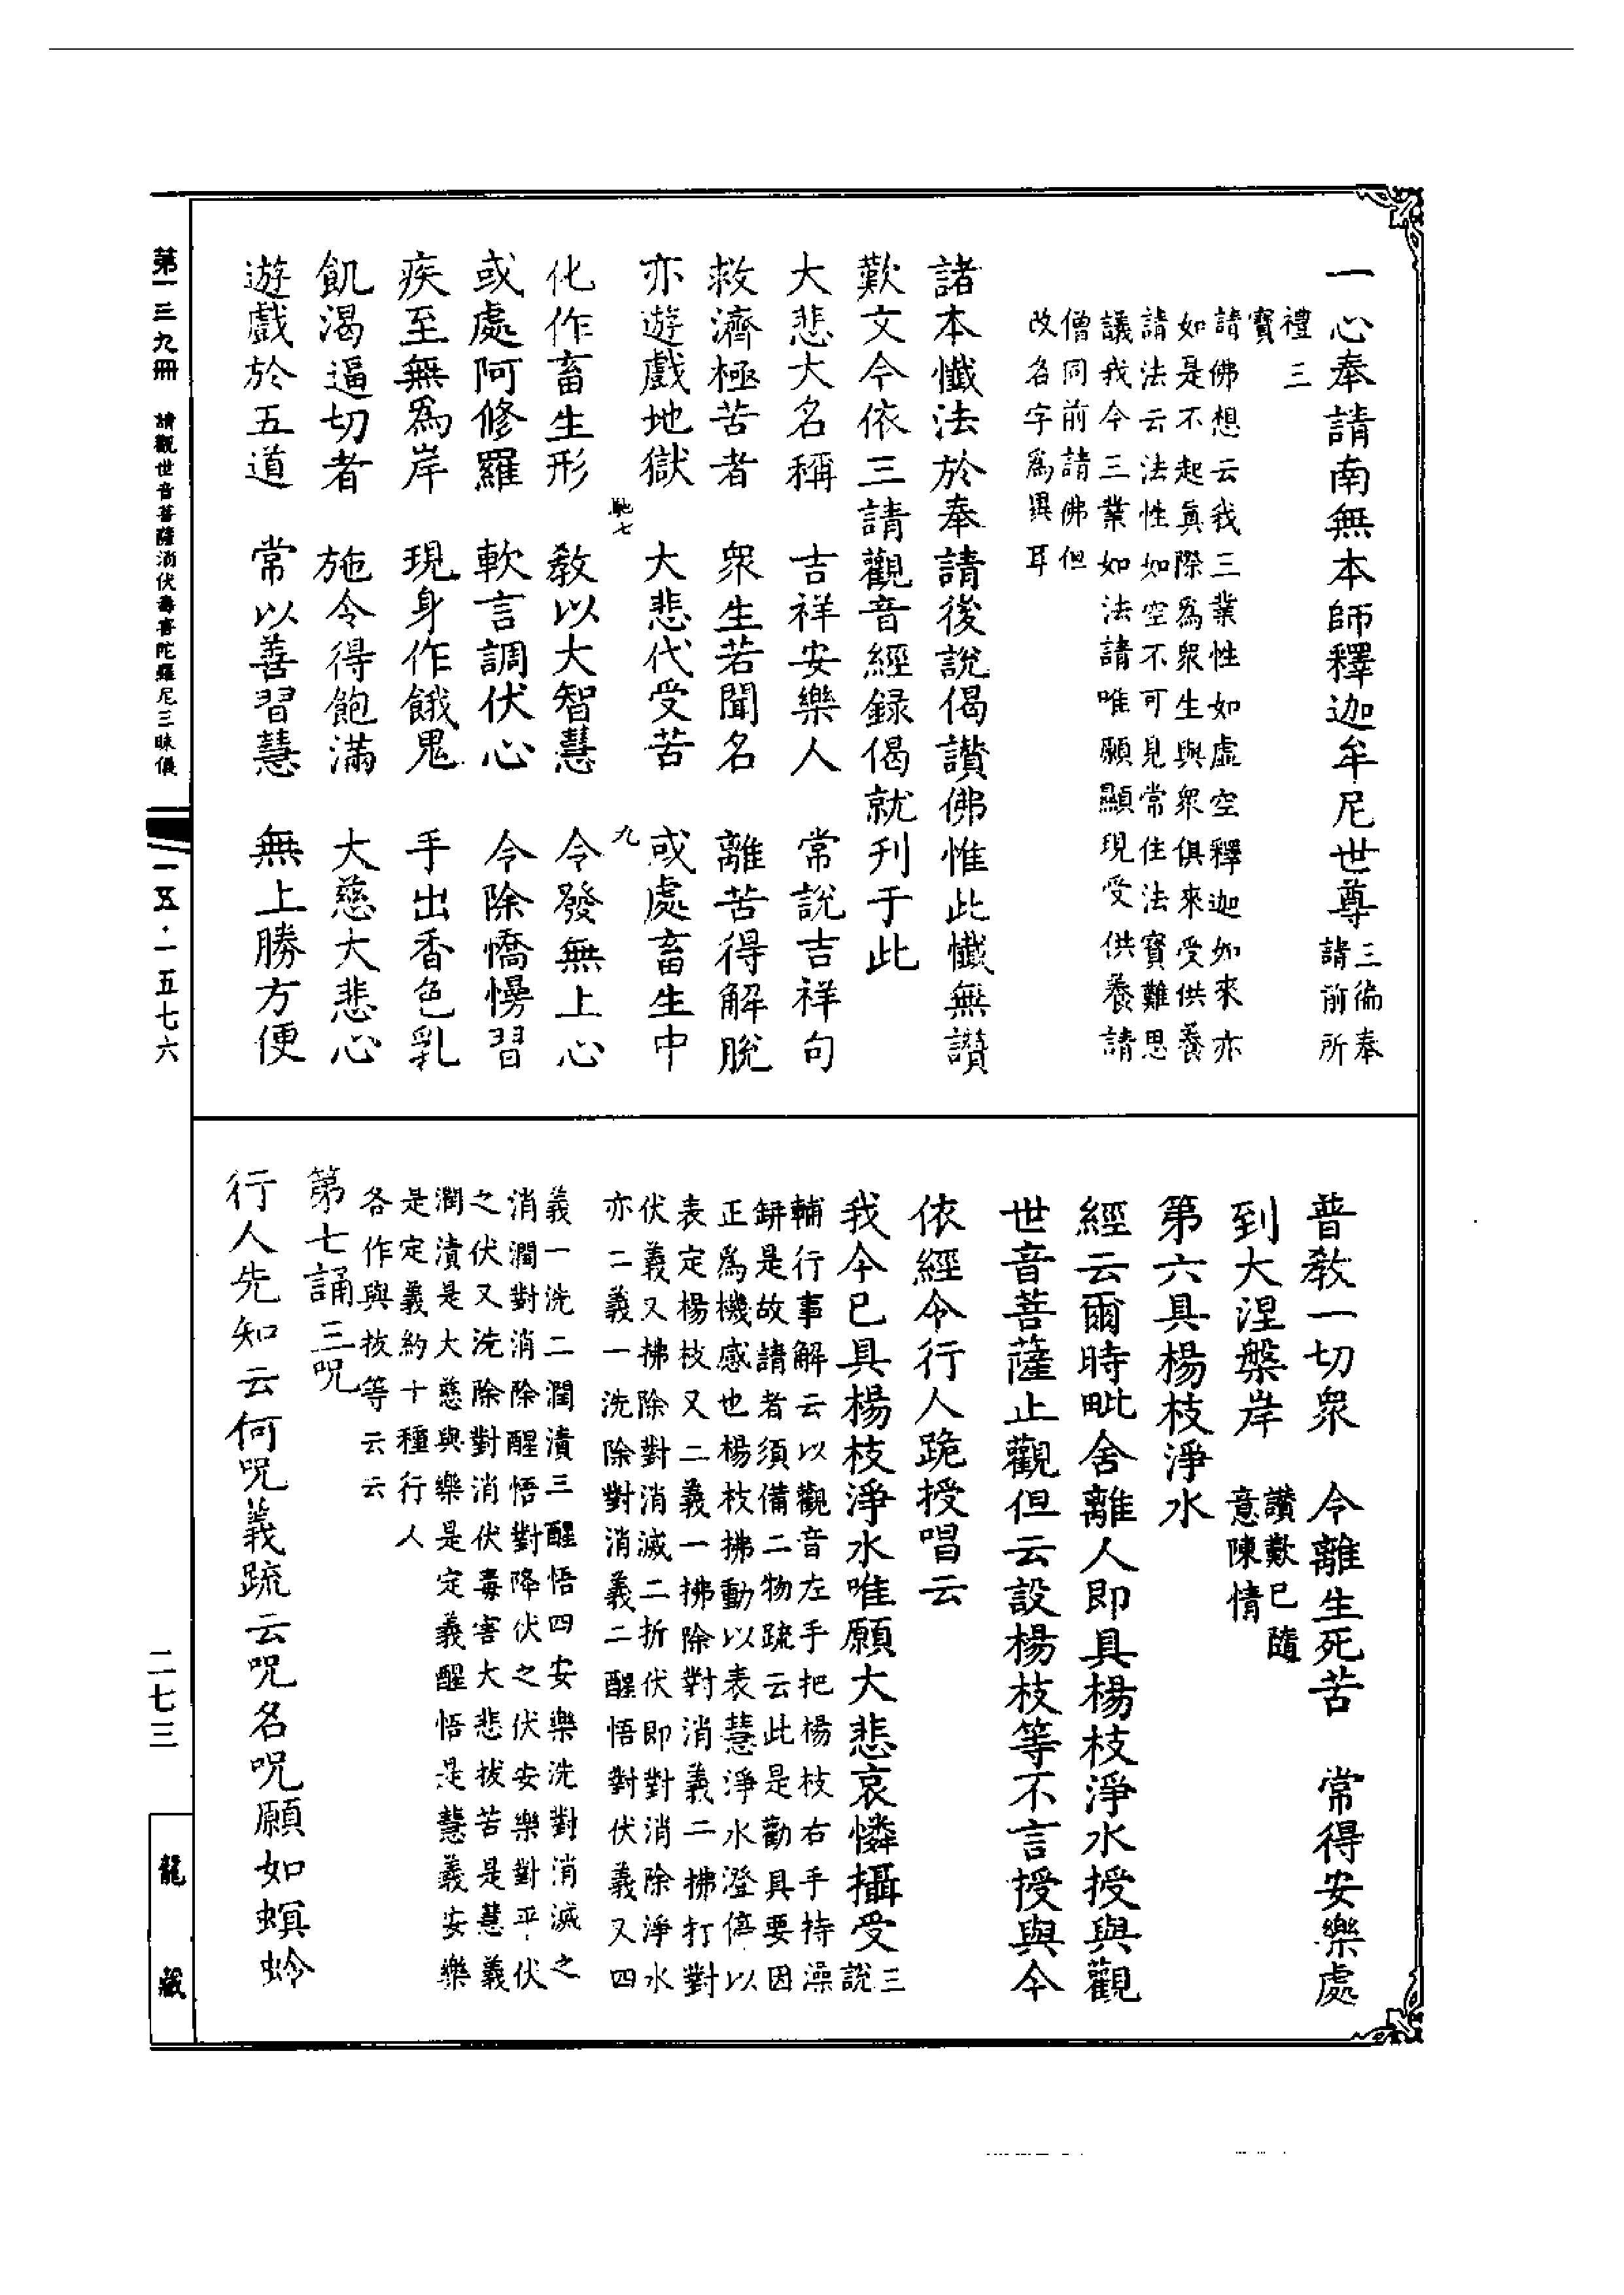 一心奉請南無本師釋迦牟尼世尊三徧奉
請前所
禮三
寶
請佛想云我三業性如虛空釋迦如來亦
如是不起眞際爲衆生與衆俱來受供養
請法云法性如空不可見常住法寶難思
議我今三業如法請唯願顯現受供養請
僧同前請佛但
改名字爲異耳
諸本懺法於奉請後說偈讚佛惟此懺無讚
歎文今依三請觀音經録偈就刋于此
大悲大名稱　吉祥安樂人　常說吉祥句
救濟極苦者　衆生若聞名　離苦得解脫
亦遊戲地獄　大悲代受苦　或處畜生中
馳七　九
化作畜生形　教以大智慧　令發無上心
或處阿修羅　軟言調伏心　令除憍慢習
疾至無爲岸　現身作餓鬼　手出香色乳
飢渴逼切者　施令得飽滿　大慈大悲心
遊戲於五道　常以善習慧　無上勝方便
普教一切衆　今離生死苦　常得安樂處
到大涅槃岸　讚歎已隨
意陳情
第六具楊枝淨水
經云爾時毗舍離人即具楊枝淨水授與觀
世音菩薩止觀但云設楊枝等不言授與今
依經令行人跪授唱云
我今已具楊枝淨水唯願大悲哀憐攝受三
說
輔行事解云以觀音左手把楊枝右手持澡
缾是故請者須備二物疏云此是勸具要因
正爲機感也楊枝拂動以表慧淨水澄停以
表定楊枝又二義一拂除對消義二拂打對
伏義又拂除對消滅二折伏即對消除淨水
亦二義一洗除對消義二醒悟對伏義又四
義一洗二潤漬三醒悟四安樂洗對消滅之
消潤對消除醒悟對降伏之伏安樂對平伏
之伏又洗除對消伏毒害大悲拔苦是慧義
潤漬是大慈與樂是定義醒悟是慧義安樂
是定義約十種行人
各作與拔等云云
第七誦三呪
行人先知云何呪義疏云呪名呪願如螟蛉
第一三九冊　請觀世音菩薩消伏毒害陀羅尼三昧儀
一五・一五七六
二七三
龍藏